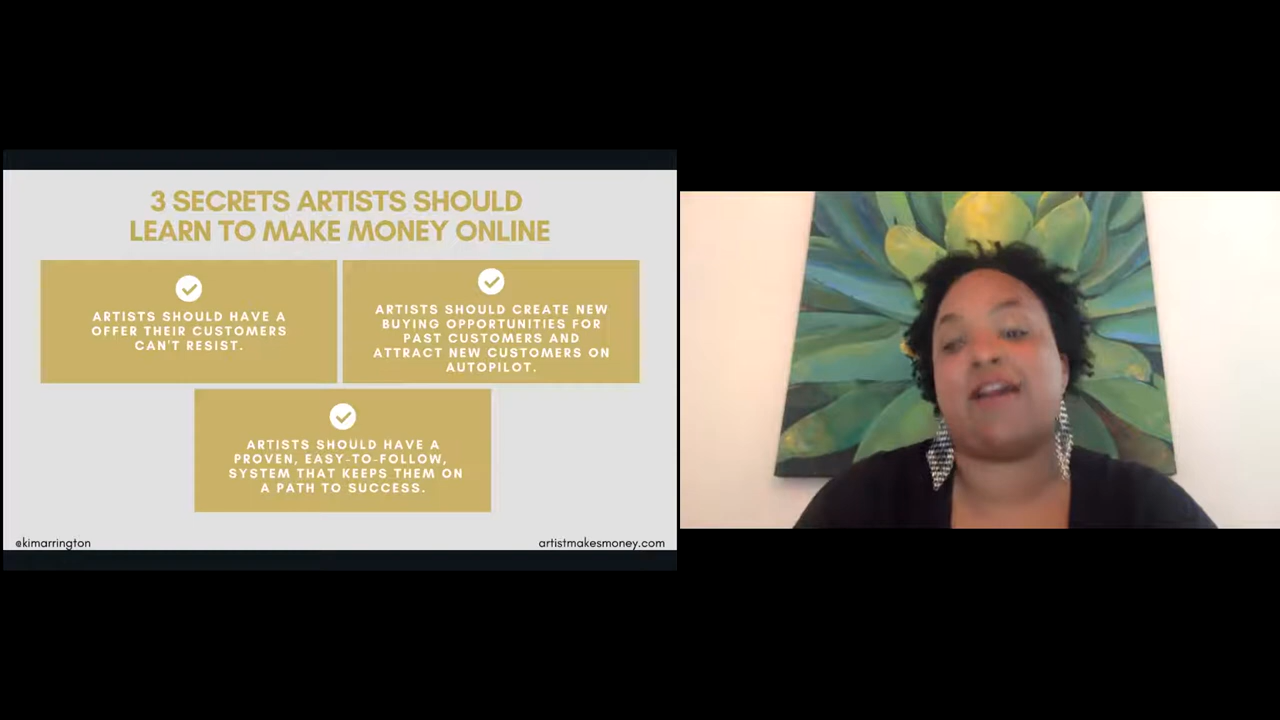 3 SECRETS ARTISTS SHOULD
LEARN TO MAKE MONEY ONLINE
ARTISTS SHOULD HAVE A
OFFER THEIR CUSTOMERS
CAN'T RESIST.
ARTISTS SHOULD CREATE NEW
BUYING OPPORTUNITIES FOR
PAST CUSTOMERS AND
ATTRACT NEW CUSTOMERS ON
AUTOPILOT.
ARTISTS SHOULD HAVE A
PROVEN, EASY-TO-FOLLOW,
SYSTEM THAT KEEPS THEM ON
A PATH TO SUCCESS.
@kimarrington
artistmakesmoney.com